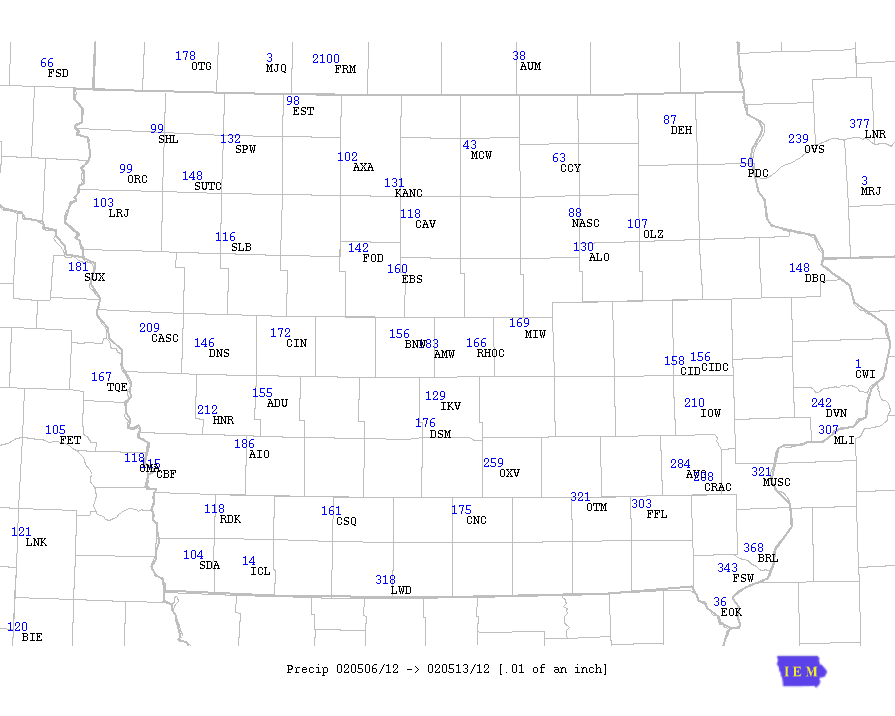 66 FSD
178 OTG
3 MJQ
2100 FRM
38 AUM
98 EST
99 SHL
132 SPW
87 DEH
239 OVS
377 LNR
43 MCW
102 AXA
63 CCY
50 PDC
99 ORC
148 SUTC
131 KANC
3 MRJ
103 LRJ
118 CAV
88 NASC
107 OLZ
116 SLB
142 FOD
130 ALO
181 SUX
160 EBS
148 DBQ
209 CASC
146 DNS
172 CIN
156 BNW
AMW
166 RHOC
169 MIW
158 CID
156 CIDC
1 CWI
167 TQE
155 ADU
129 IKV
212 HNR
210 IOW
242 DVN
105 FET
176 DSM
307 MLI
186 AIO
118 OMA
115 CBF
259 OXV
284 AWG
CRAC
321 MUSC
118 RDK
161 CSQ
175 CNC
321 OTM
303 FFL
121 LNK
104 SDA
14 ICL
318 LWD
368 BRL
343 FSW
36 EOK
120 BIE
Precip 020506/12 -> 020513/12 [.01 of an inch]
IEM